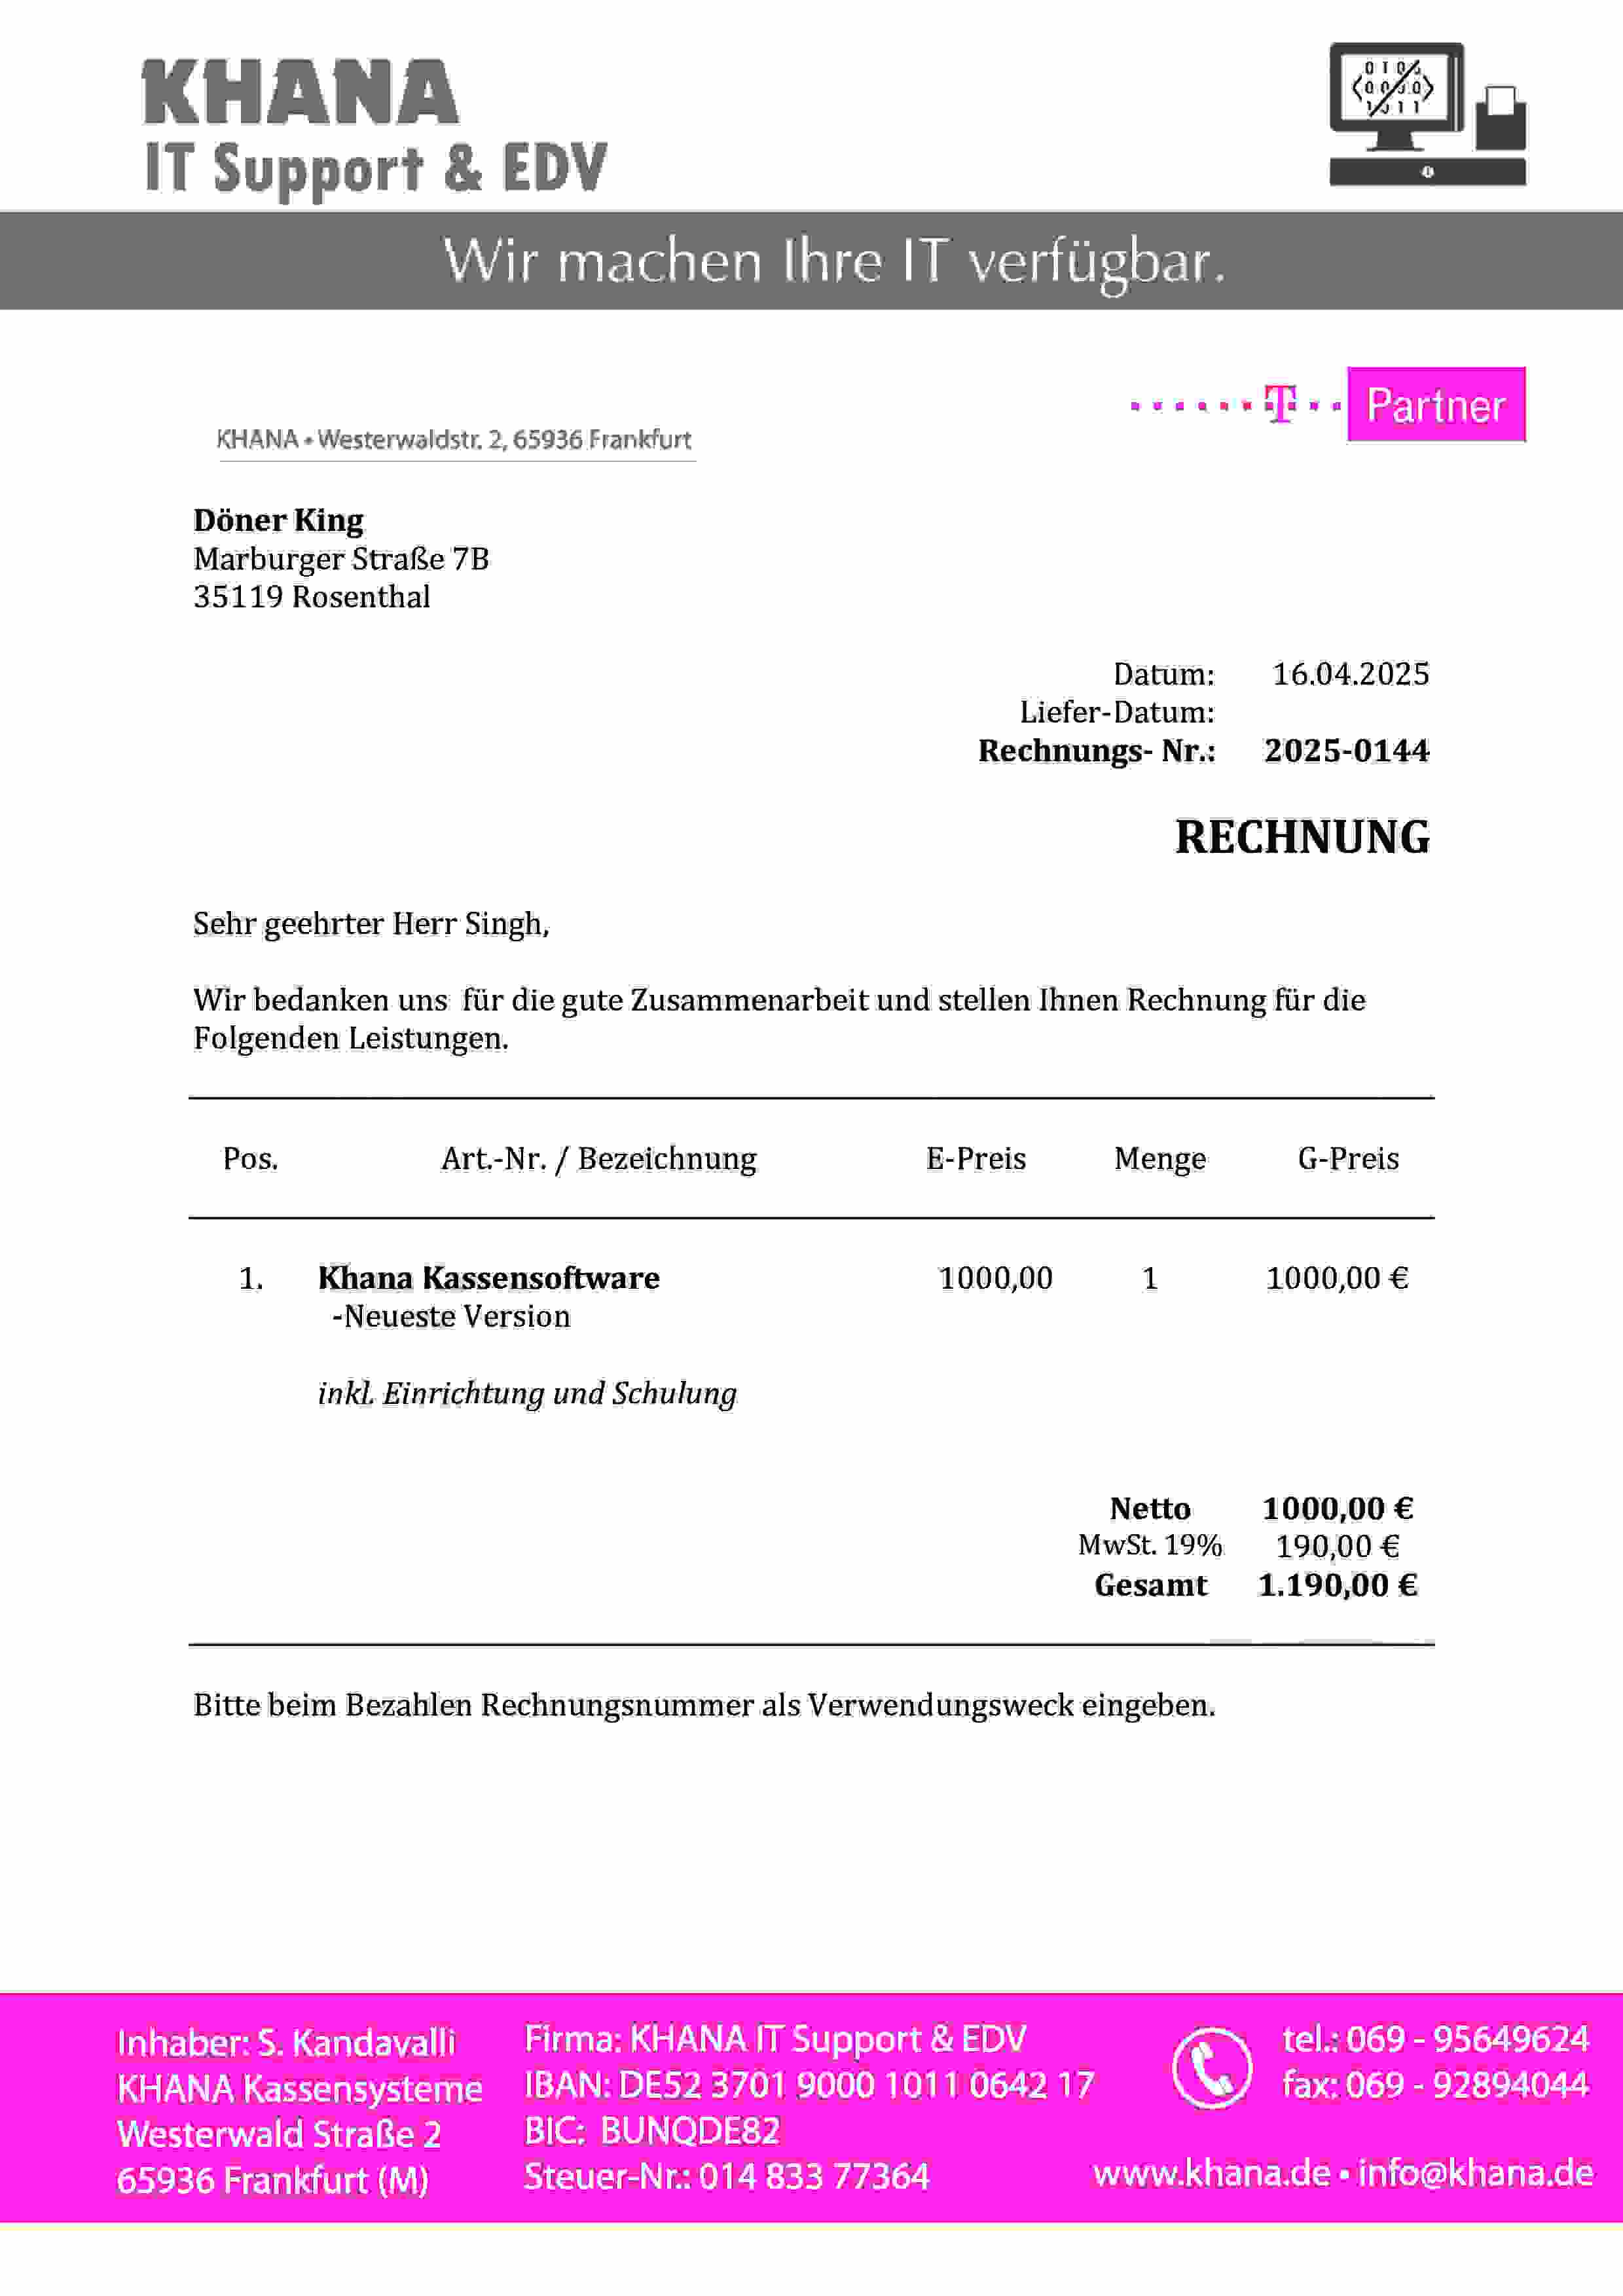 KHANA
IT Support & EDV
Wir machen Ihre IT verfügbar.
T Partner
KHANA • Westerwaldstr. 2, 65936 Frankfurt
Döner King
Marburger Straße 7B
35119 Rosenthal
Datum: 16.04.2025
Liefer-Datum:
Rechnungs- Nr.: 2025-0144
RECHNUNG
Sehr geehrter Herr Singh,
Wir bedanken uns für die gute Zusammenarbeit und stellen Ihnen Rechnung für die
Folgenden Leistungen.
Pos. Art.-Nr. / Bezeichnung E-Preis Menge G-Preis
1. Khana Kassensoftware 1000,00 1 1000,00 €
-Neueste Version
inkl. Einrichtung und Schulung
Netto 1000,00 €
MwSt. 19% 190,00 €
Gesamt 1.190,00 €
Bitte beim Bezahlen Rechnungsnummer als Verwendungsweck eingeben.
Inhaber: S. Kandavalli
KHANA Kassensysteme
Westerwald Straße 2
65936 Frankfurt (M)
Firma: KHANA IT Support & EDV
IBAN: DE52 3701 9000 1011 0642 17
BIC: BUNQDE82
Steuer-Nr.: 014 833 77364
tel.: 069 - 95649624
fax: 069 - 92894044
www.khana.de • info@khana.de